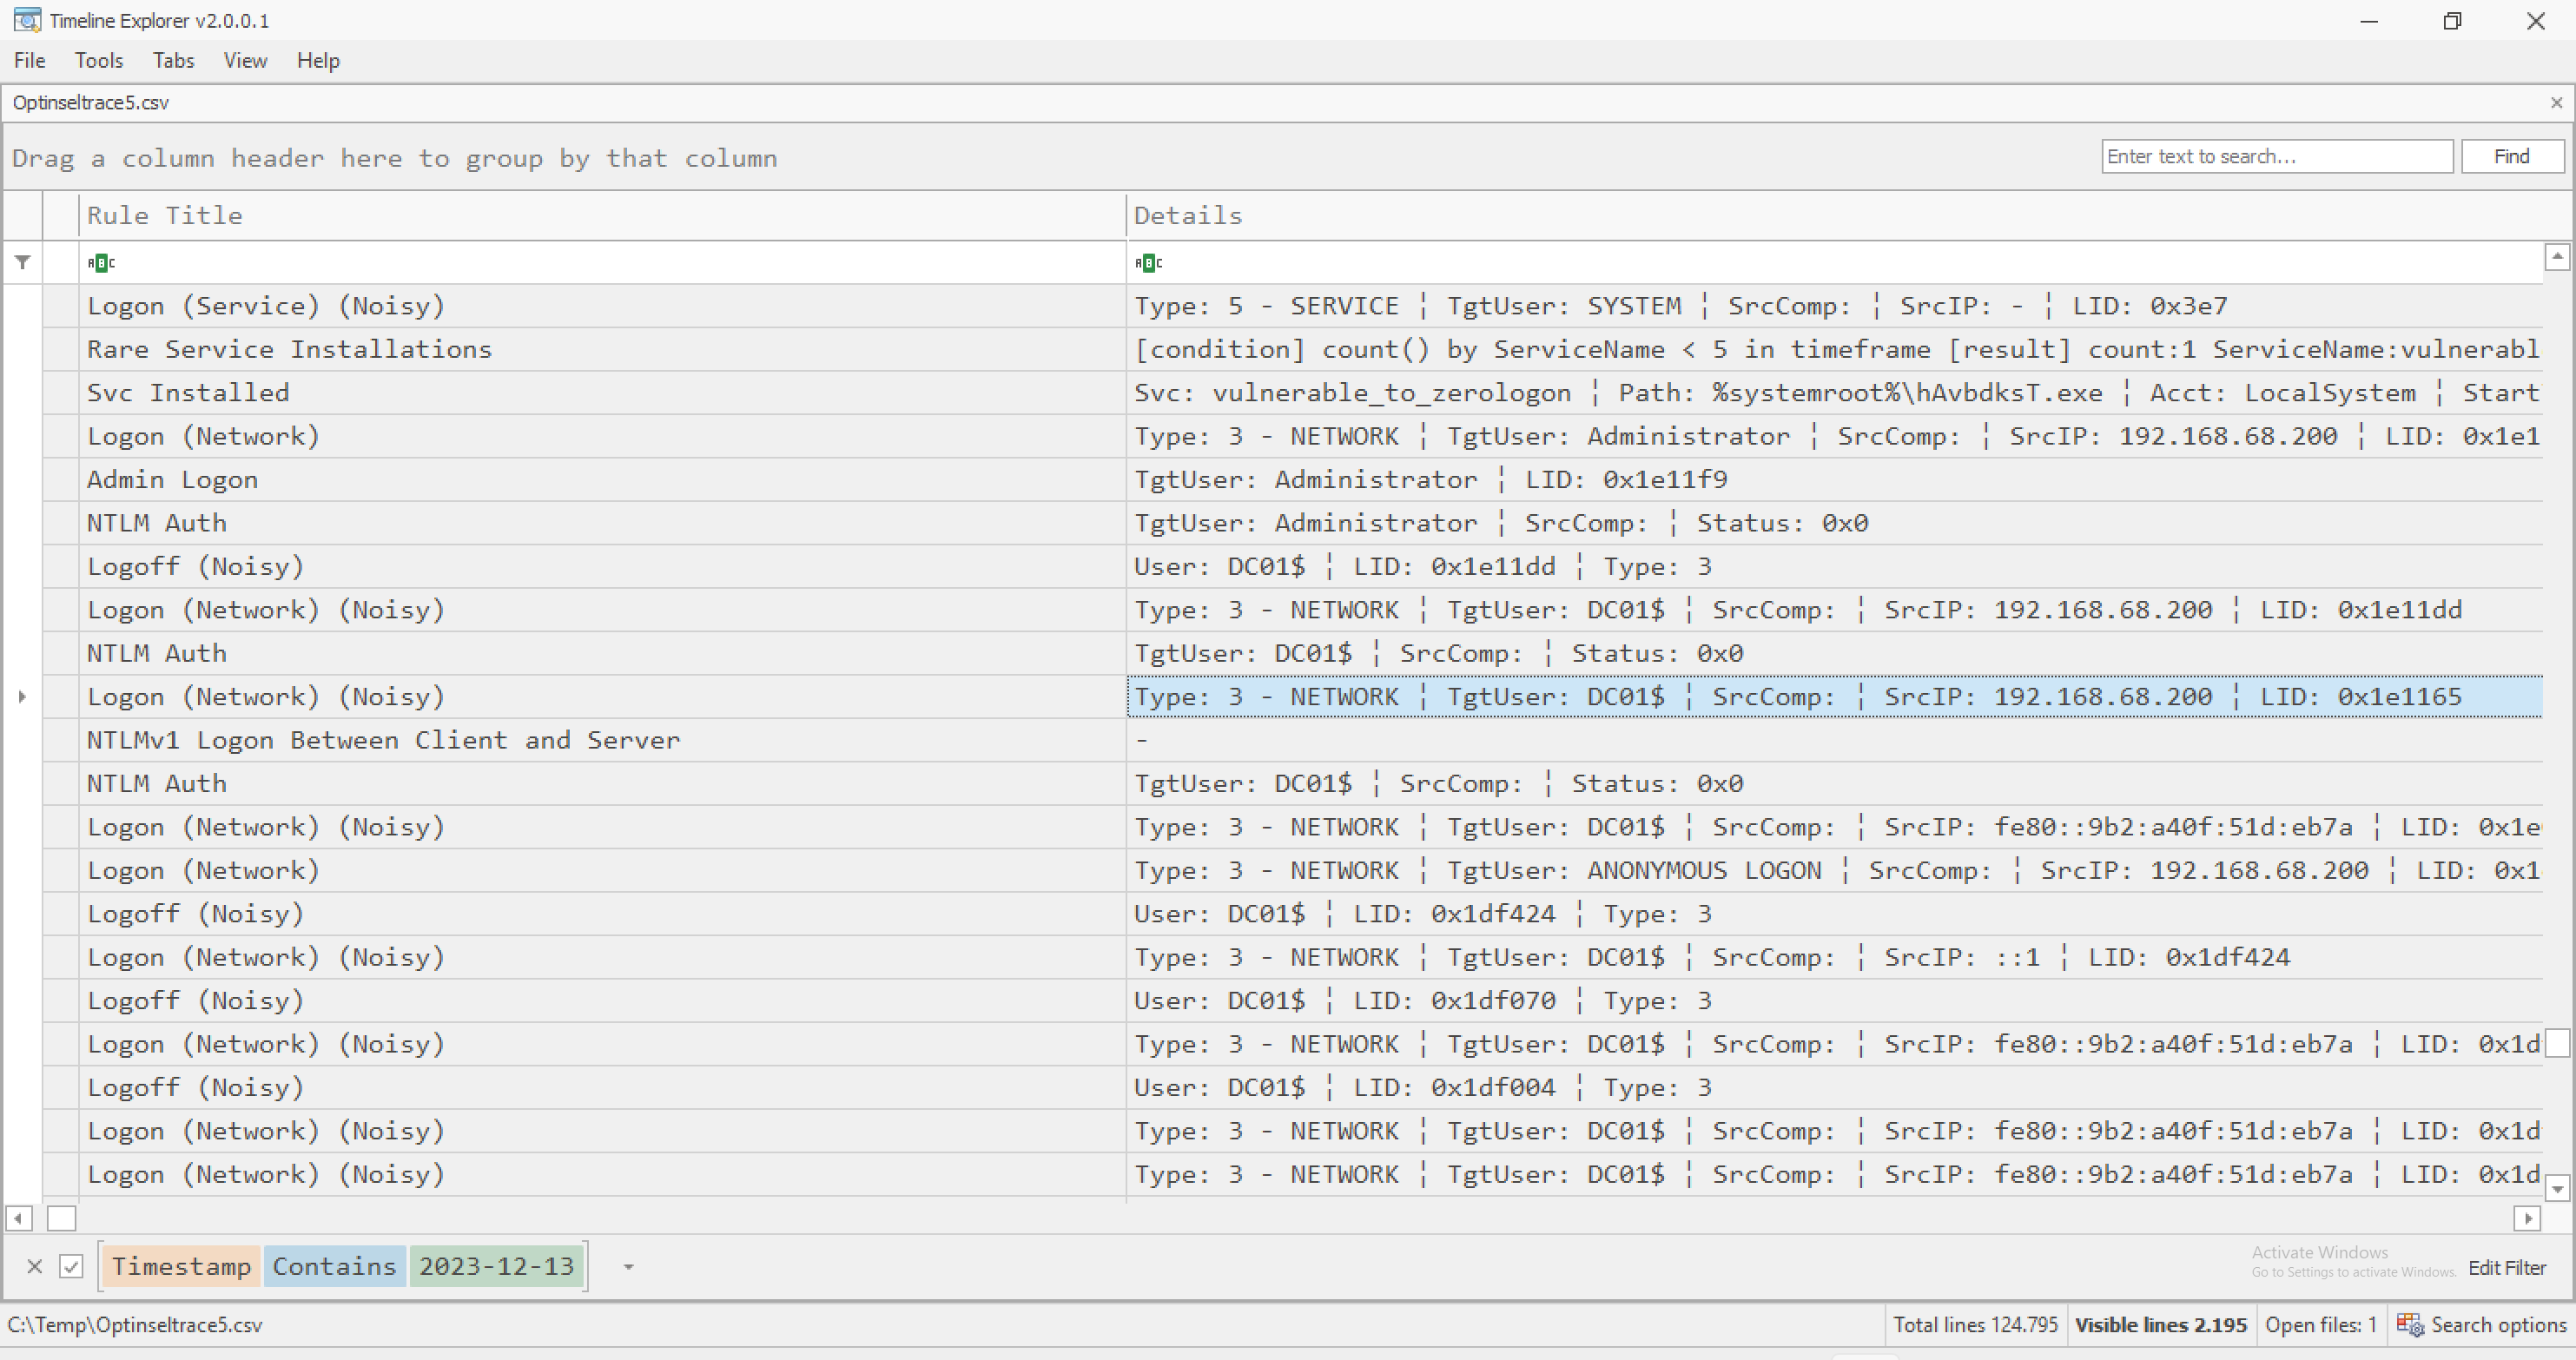 Timeline Explorer v2.0.0.1
File Tools Tabs View Help
Optinseltrace5.csv
Drag a column header here to group by that column Enter text to search... Find
Rule Title Details
ABC ABC
Logon (Service) (Noisy) Type: 5 - SERVICE ¦ TgtUser: SYSTEM ¦ SrcComp: ¦ SrcIP: - ¦ LID: 0x3e7
Rare Service Installations [condition] count() by ServiceName < 5 in timeframe [result] count:1 ServiceName:vulnerabl
Svc Installed Svc: vulnerable_to_zerologon ¦ Path: %systemroot%\hAvbdksT.exe ¦ Acct: LocalSystem ¦ Start
Logon (Network) Type: 3 - NETWORK ¦ TgtUser: Administrator ¦ SrcComp: ¦ SrcIP: 192.168.68.200 ¦ LID: 0x1e1
Admin Logon TgtUser: Administrator ¦ LID: 0x1e11f9
NTLM Auth TgtUser: Administrator ¦ SrcComp: ¦ Status: 0x0
Logoff (Noisy) User: DC01$ ¦ LID: 0x1e11dd ¦ Type: 3
Logon (Network) (Noisy) Type: 3 - NETWORK ¦ TgtUser: DC01$ ¦ SrcComp: ¦ SrcIP: 192.168.68.200 ¦ LID: 0x1e11dd
NTLM Auth TgtUser: DC01$ ¦ SrcComp: ¦ Status: 0x0
Logon (Network) (Noisy) Type: 3 - NETWORK ¦ TgtUser: DC01$ ¦ SrcComp: ¦ SrcIP: 192.168.68.200 ¦ LID: 0x1e1165
NTLMv1 Logon Between Client and Server -
NTLM Auth TgtUser: DC01$ ¦ SrcComp: ¦ Status: 0x0
Logon (Network) (Noisy) Type: 3 - NETWORK ¦ TgtUser: DC01$ ¦ SrcComp: ¦ SrcIP: fe80::9b2:a40f:51d:eb7a ¦ LID: 0x1e
Logon (Network) Type: 3 - NETWORK ¦ TgtUser: ANONYMOUS LOGON ¦ SrcComp: ¦ SrcIP: 192.168.68.200 ¦ LID: 0x1
Logoff (Noisy) User: DC01$ ¦ LID: 0x1df424 ¦ Type: 3
Logon (Network) (Noisy) Type: 3 - NETWORK ¦ TgtUser: DC01$ ¦ SrcComp: ¦ SrcIP: ::1 ¦ LID: 0x1df424
Logoff (Noisy) User: DC01$ ¦ LID: 0x1df070 ¦ Type: 3
Logon (Network) (Noisy) Type: 3 - NETWORK ¦ TgtUser: DC01$ ¦ SrcComp: ¦ SrcIP: fe80::9b2:a40f:51d:eb7a ¦ LID: 0x1d
Logoff (Noisy) User: DC01$ ¦ LID: 0x1df004 ¦ Type: 3
Logon (Network) (Noisy) Type: 3 - NETWORK ¦ TgtUser: DC01$ ¦ SrcComp: ¦ SrcIP: fe80::9b2:a40f:51d:eb7a ¦ LID: 0x1d
Logon (Network) (Noisy) Type: 3 - NETWORK ¦ TgtUser: DC01$ ¦ SrcComp: ¦ SrcIP: fe80::9b2:a40f:51d:eb7a ¦ LID: 0x1d
Timestamp Contains 2023-12-13 Edit Filter
Activate Windows
Go to Settings to activate Windows.
C:\Temp\Optinseltrace5.csv Total lines 124.795 Visible lines 2.195 Open files: 1 Search options